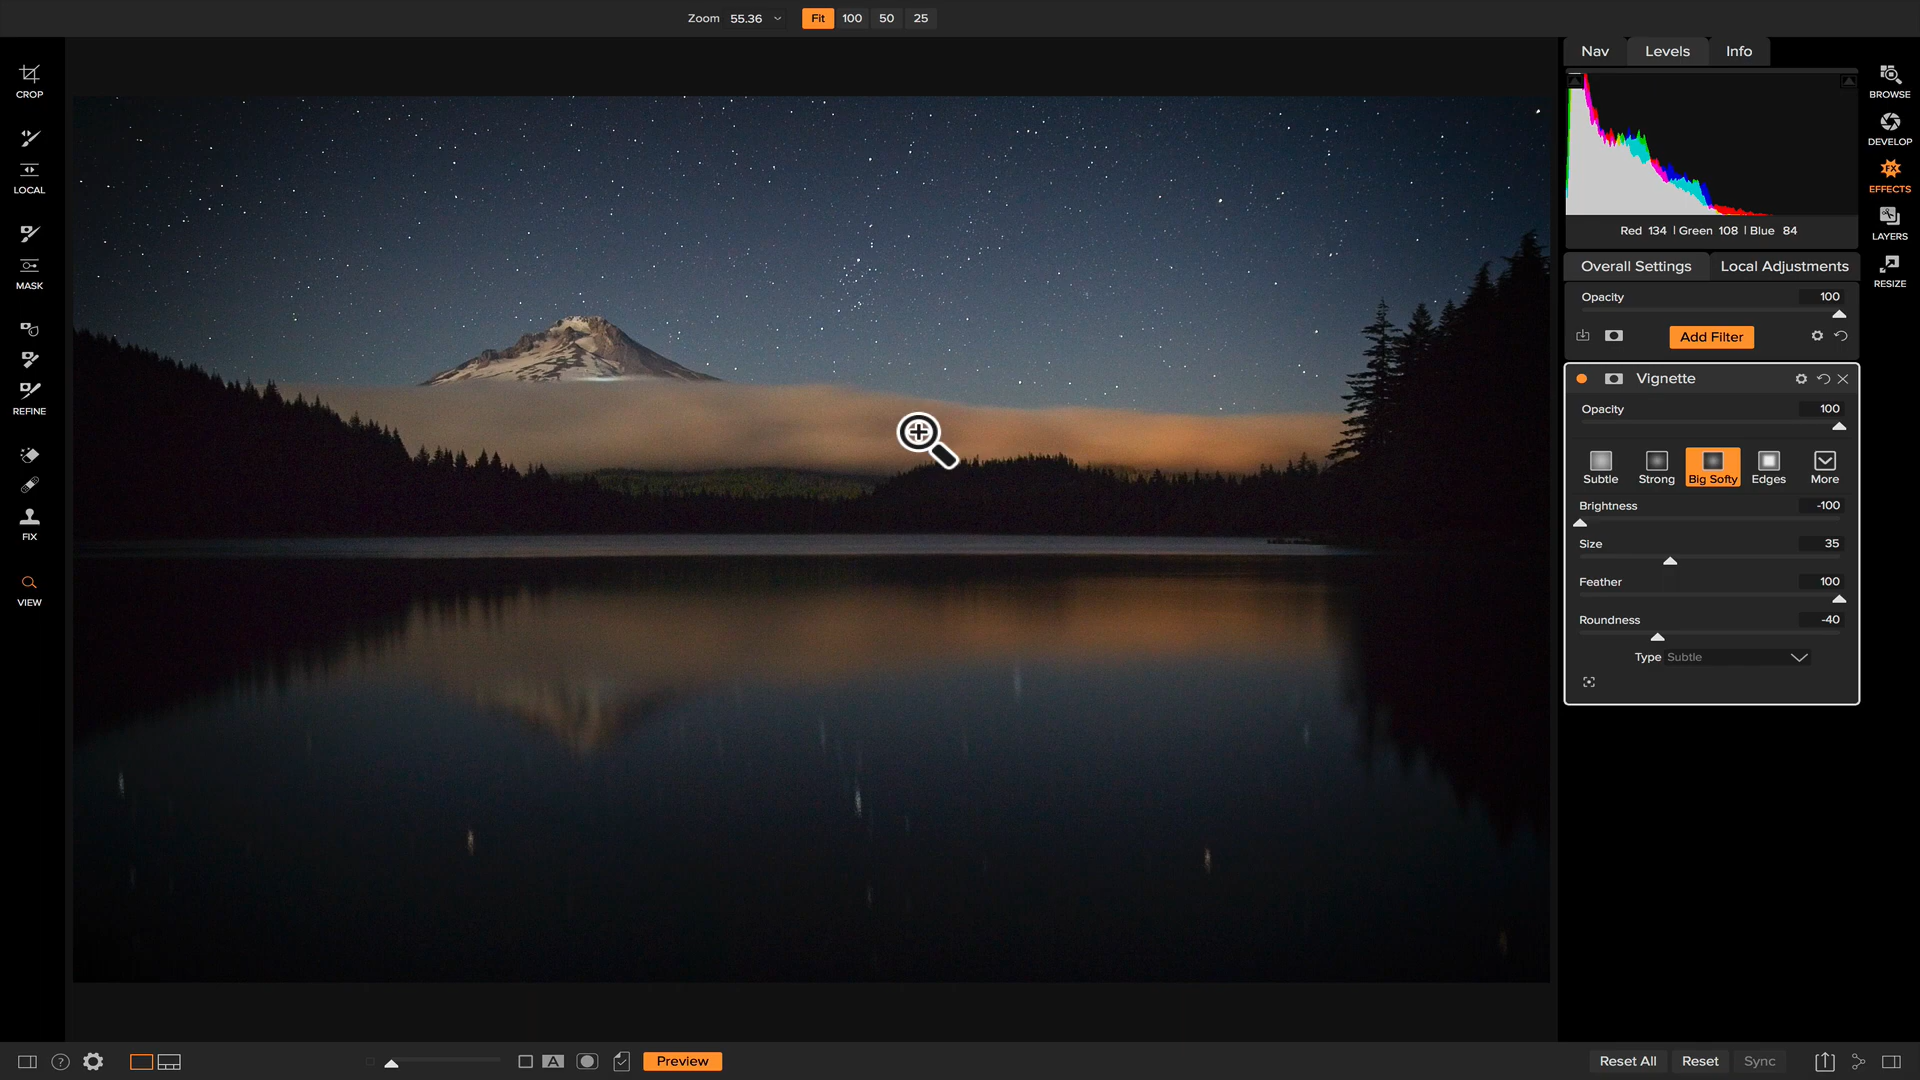 Zoom 55.36 Fit 100 50 25
CROP
LOCAL
MASK
REFINE
FIX
VIEW
Nav Levels Info
Red 134 | Green 108 | Blue 84
Overall Settings Local Adjustments
Opacity 100
Add Filter
Vignette
Opacity 100
Subtle Strong Big Softy Edges More
Brightness -100
Size 35
Feather 100
Roundness -40
Type Subtle
BROWSE
DEVELOP
EX
EFFECTS
LAYERS
RESIZE
? A Preview
Reset All Reset Sync